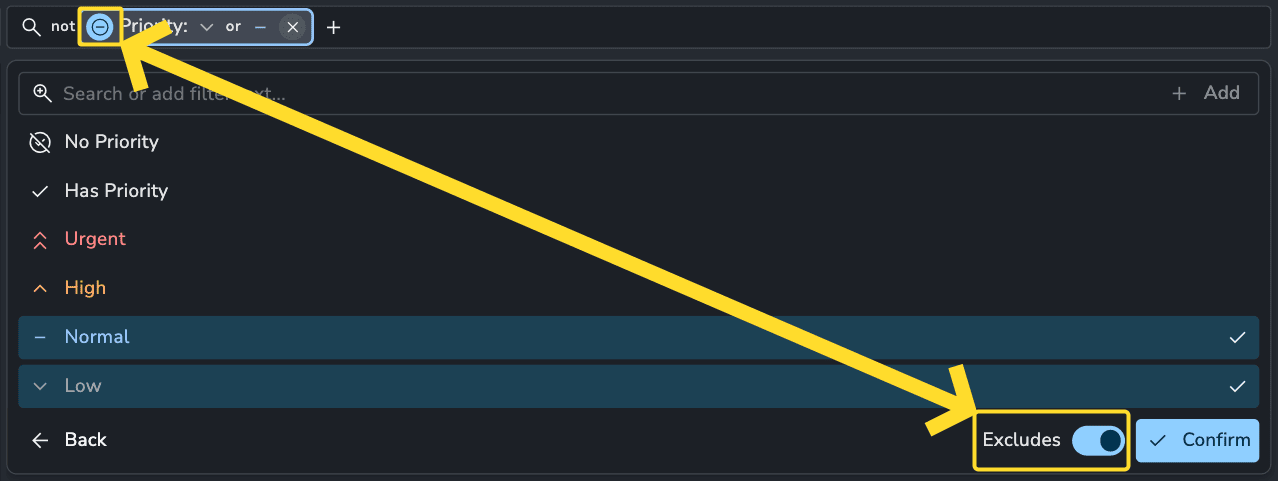 not Priority: or
Search or add filter text... Add
No Priority
Has Priority
Urgent
High
Normal
Low
Back Excludes Confirm